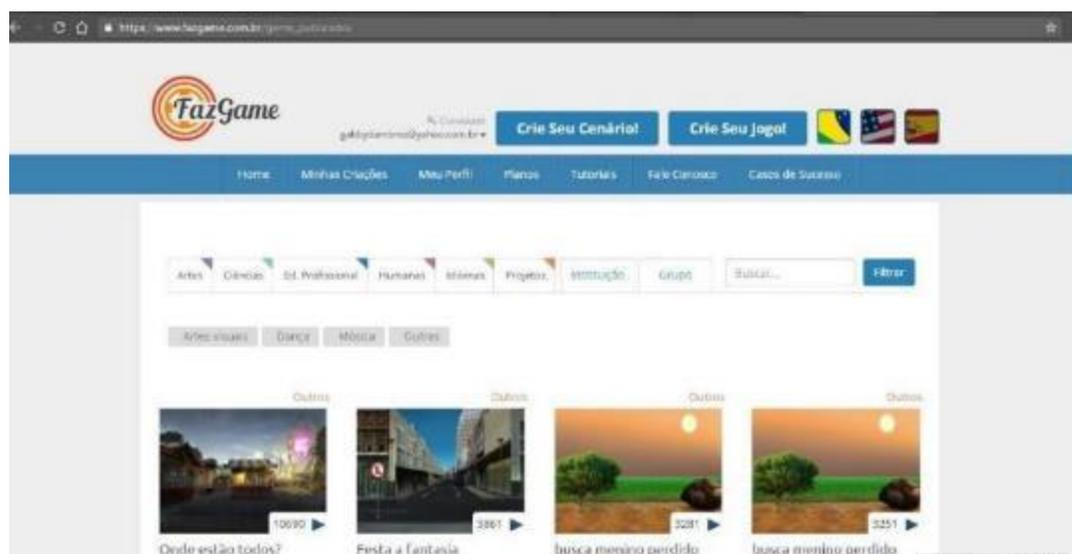 https://www.fazgame.com.br/
FazGame
Crie Seu Cenário!
Crie Seu Jogo!
Home Minhas Criações Meu Perfil Planos Tutoriais Fale Conosco Casos de Sucesso
Artes Ciências Ed. Profissional Humanas Idiomas Projetos Instituição Grupo Buscar... Filtrar
Artes visuais Dança Música Outros
Outros Outros Outros Outros
10690 3861 3281 3251
Onde estão todos? Festa a fantasia busca menino perdido busca menino perdido